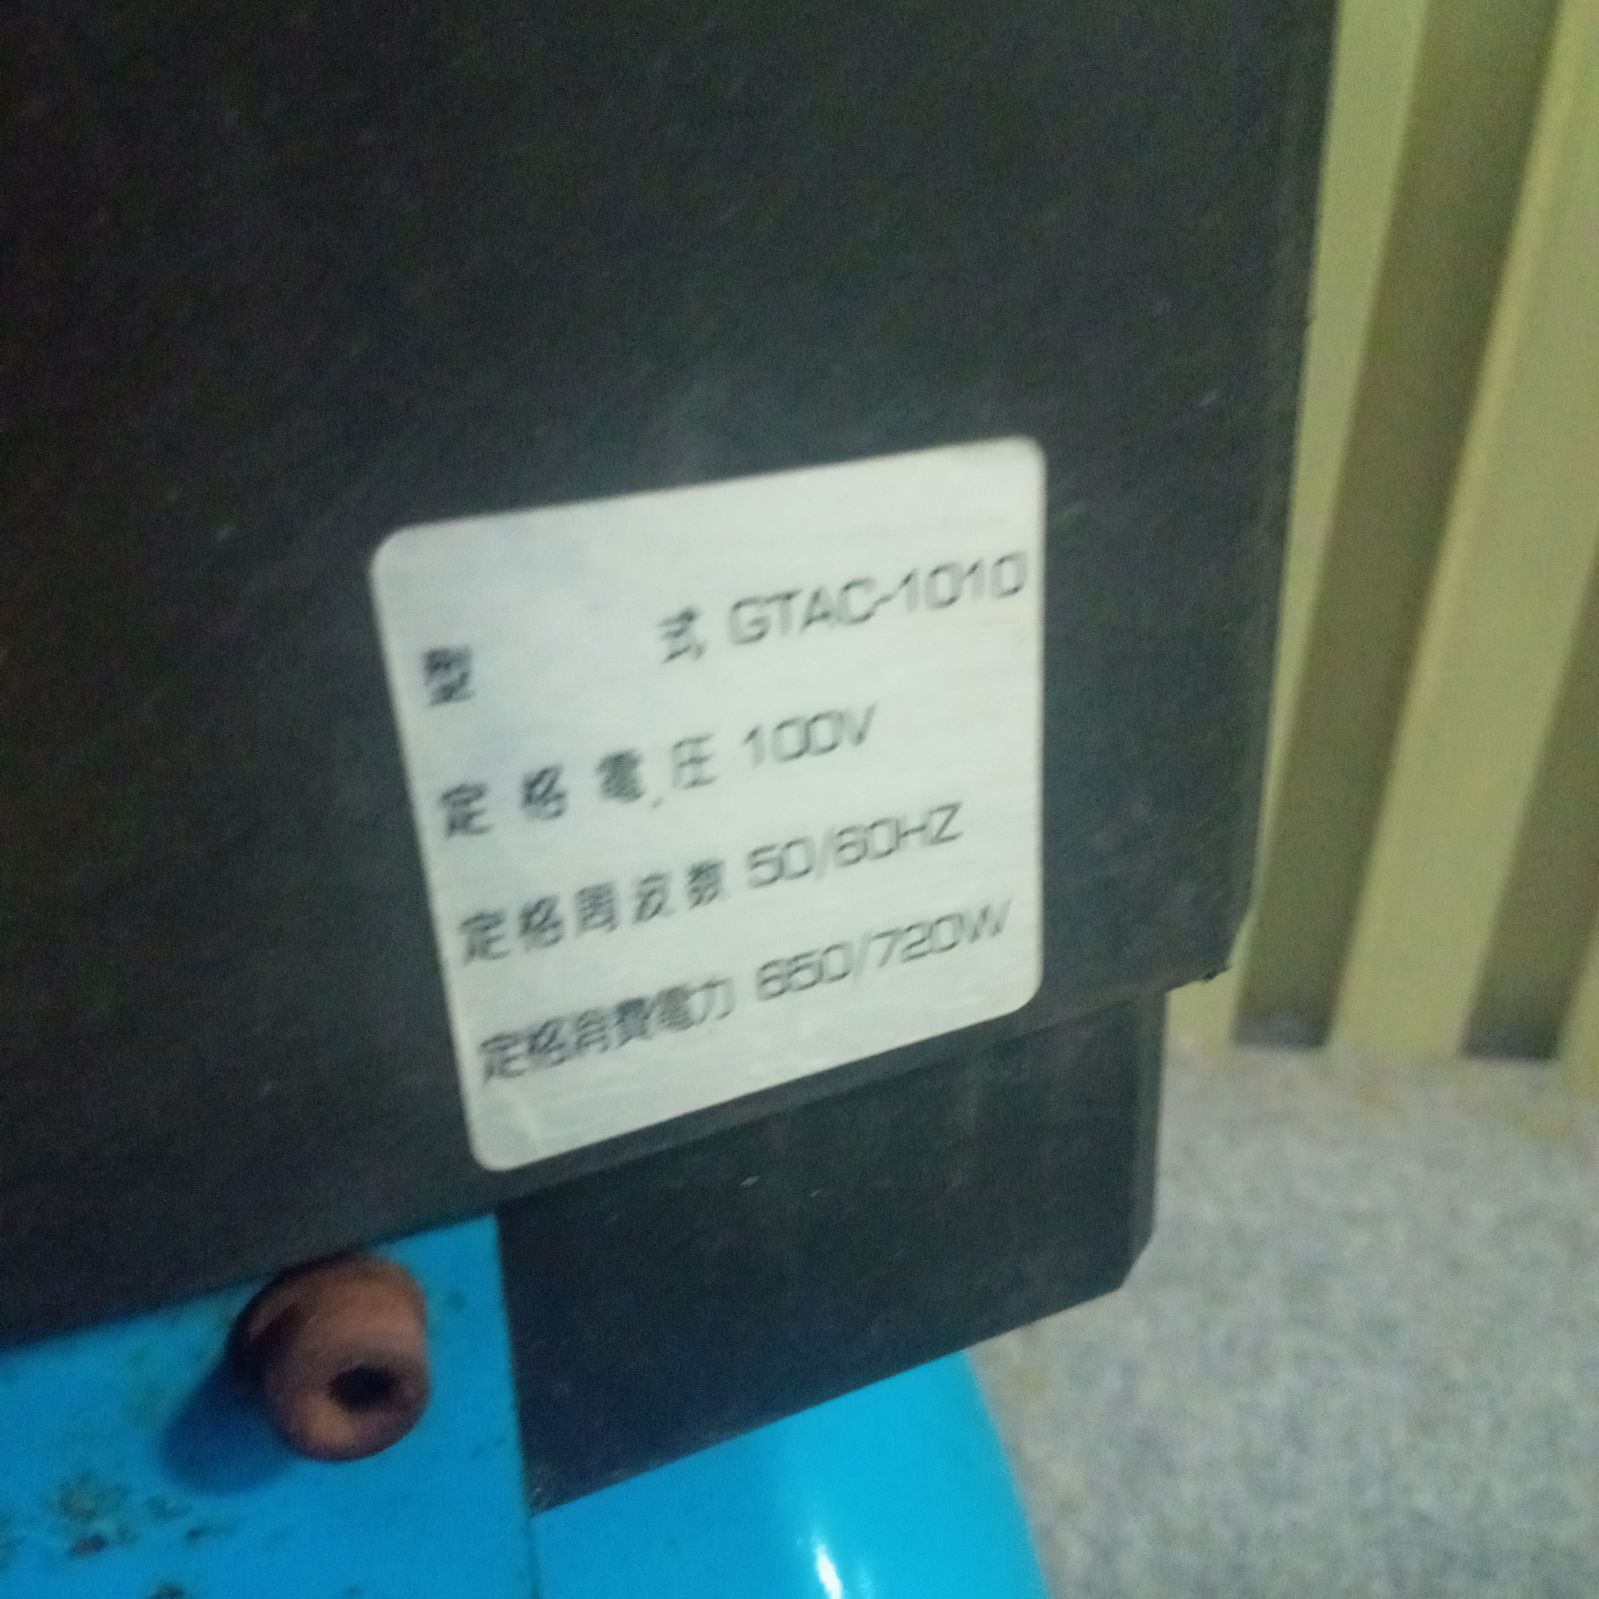 型 式 GTAC-1010
定格電圧 100V
定格周波数 50/60HZ
定格消費電力 650/720W